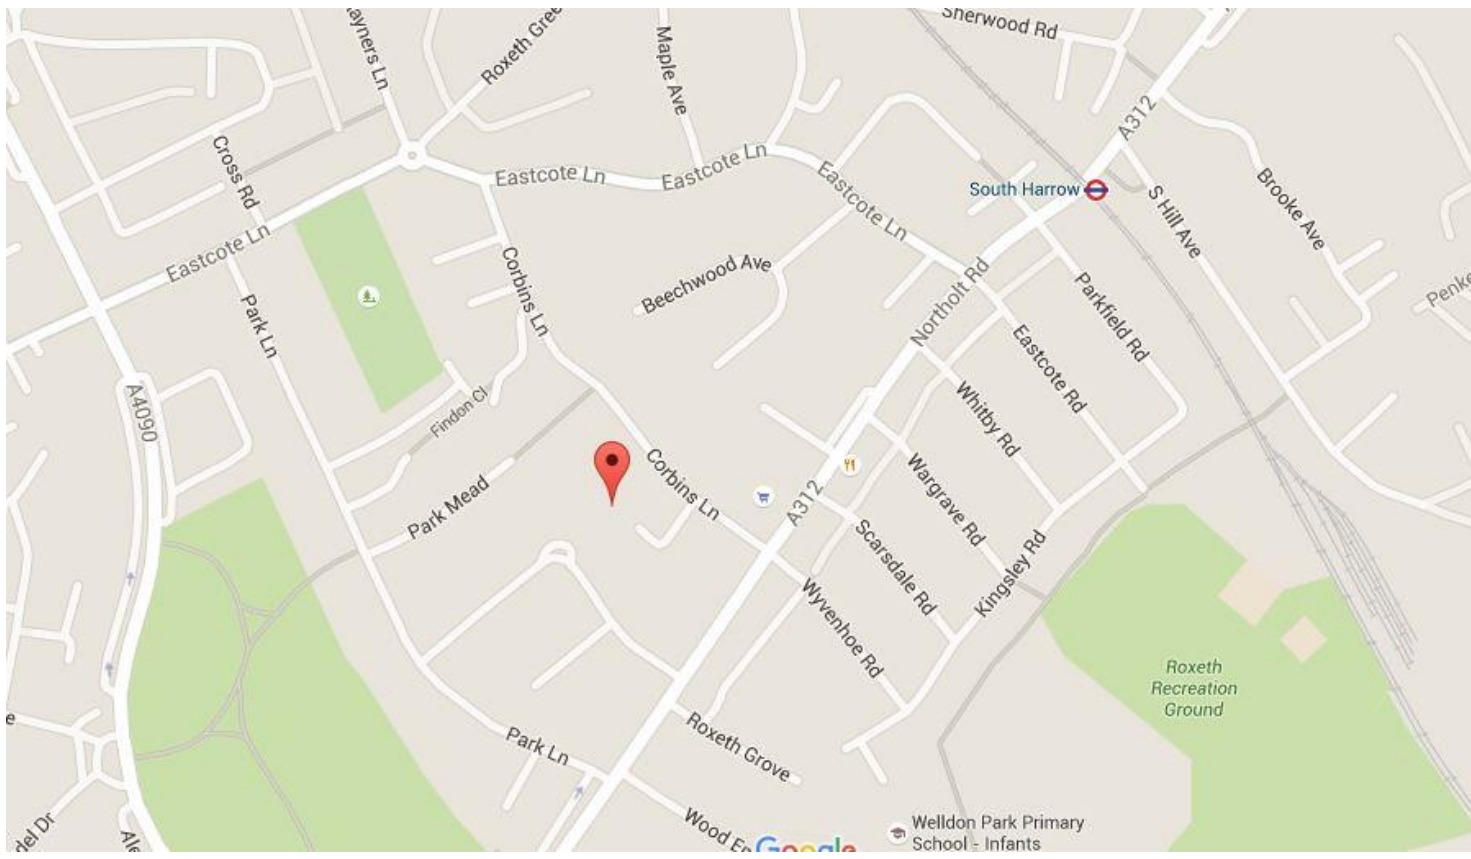 Sherwood Rd
Maple Ave
A312
Cross Rd
Eastcote Ln
Eastcote Ln
Eastcote Ln
South Harrow
S Hill Ave
Brooke Ave
Eastcote Ln
Corbins Ln
Beechwood Ave
Northolt Rd
Parkfield Rd
Park Ln
Eastcote Rd
A4090
Findon Cl
Whitby Rd
Park Mead
Corbins Ln
A312
Wargrave Rd
Scarsdale Rd
Kingsley Rd
Wyvenhoe Rd
Roxeth
Recreation
Ground
Park Ln
Roxeth Grove
Wood
Google
Welldon Park Primary
School - Infants